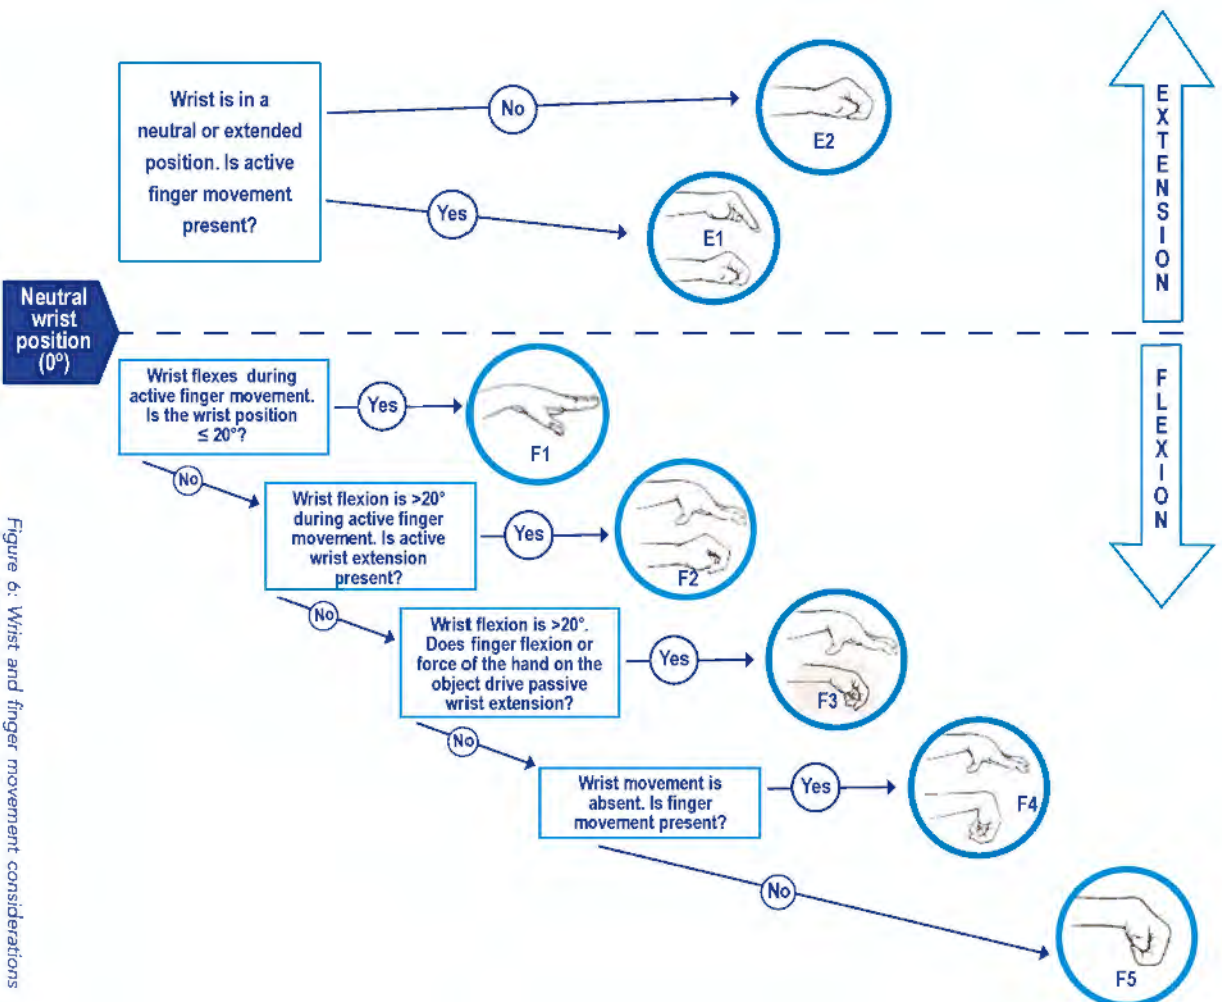 Wrist is in a
neutral or extended
position. Is active
finger movement
present?
No
E2
Yes
E1
E
X
T
E
N
S
I
O
N
Neutral
wrist
position
(0º)
Wrist flexes during
active finger movement.
Is the wrist position
≤ 20°?
Yes
F1
F
L
E
X
I
O
N
No
Wrist flexion is >20°
during active finger
movement. Is active
wrist extension
present?
Yes
F2
No
Wrist flexion is >20°.
Does finger flexion or
force of the hand on the
object drive passive
wrist extension?
Yes
F3
No
Wrist movement is
absent. Is finger
movement present?
Yes
F4
No
F5
Figure 6: Wrist and finger movement considerations